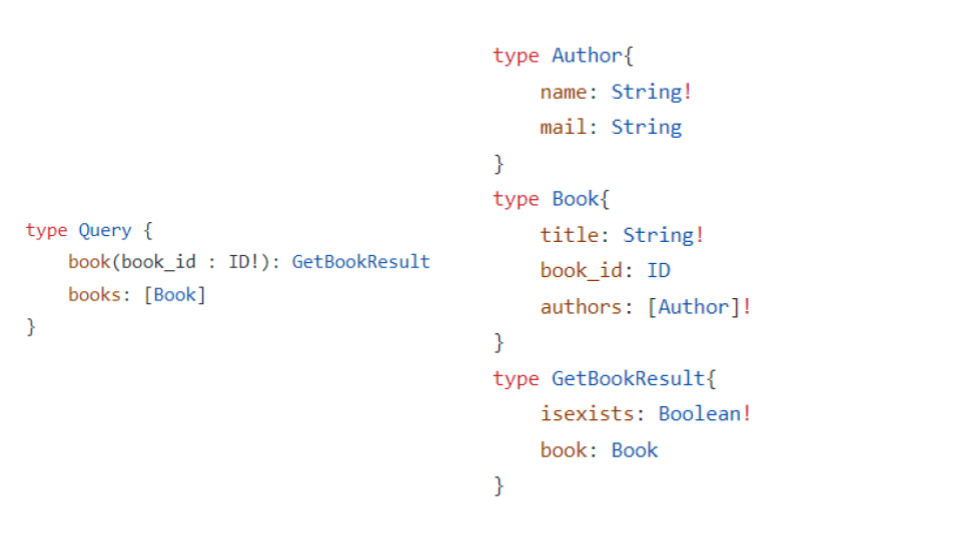 type Query {
    book(book_id : ID!): GetBookResult
    books: [Book]
}
type Author{
    name: String!
    mail: String
}
type Book{
    title: String!
    book_id: ID
    authors: [Author]!
}
type GetBookResult{
    isexists: Boolean!
    book: Book
}